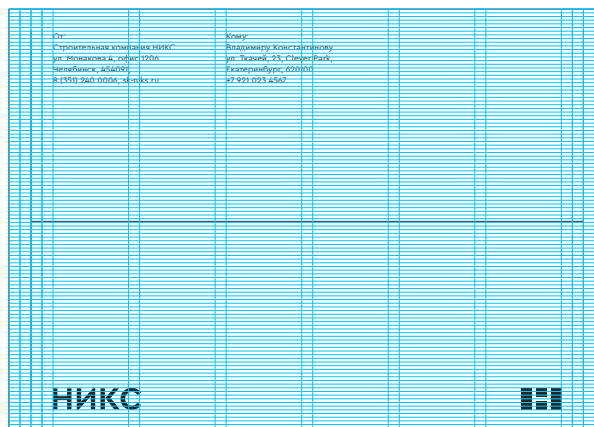 От:
Строительная компания НИКС
ул. Монакова 4, офис 1206
Челябинск, 454091
8 (351) 240 0006, sk-niks.ru
Кому:
Владимиру Константинову
ул. Ткачей, 23, Clever Park,
Екатеринбург, 620100
+7 921 023 4567
НИКС